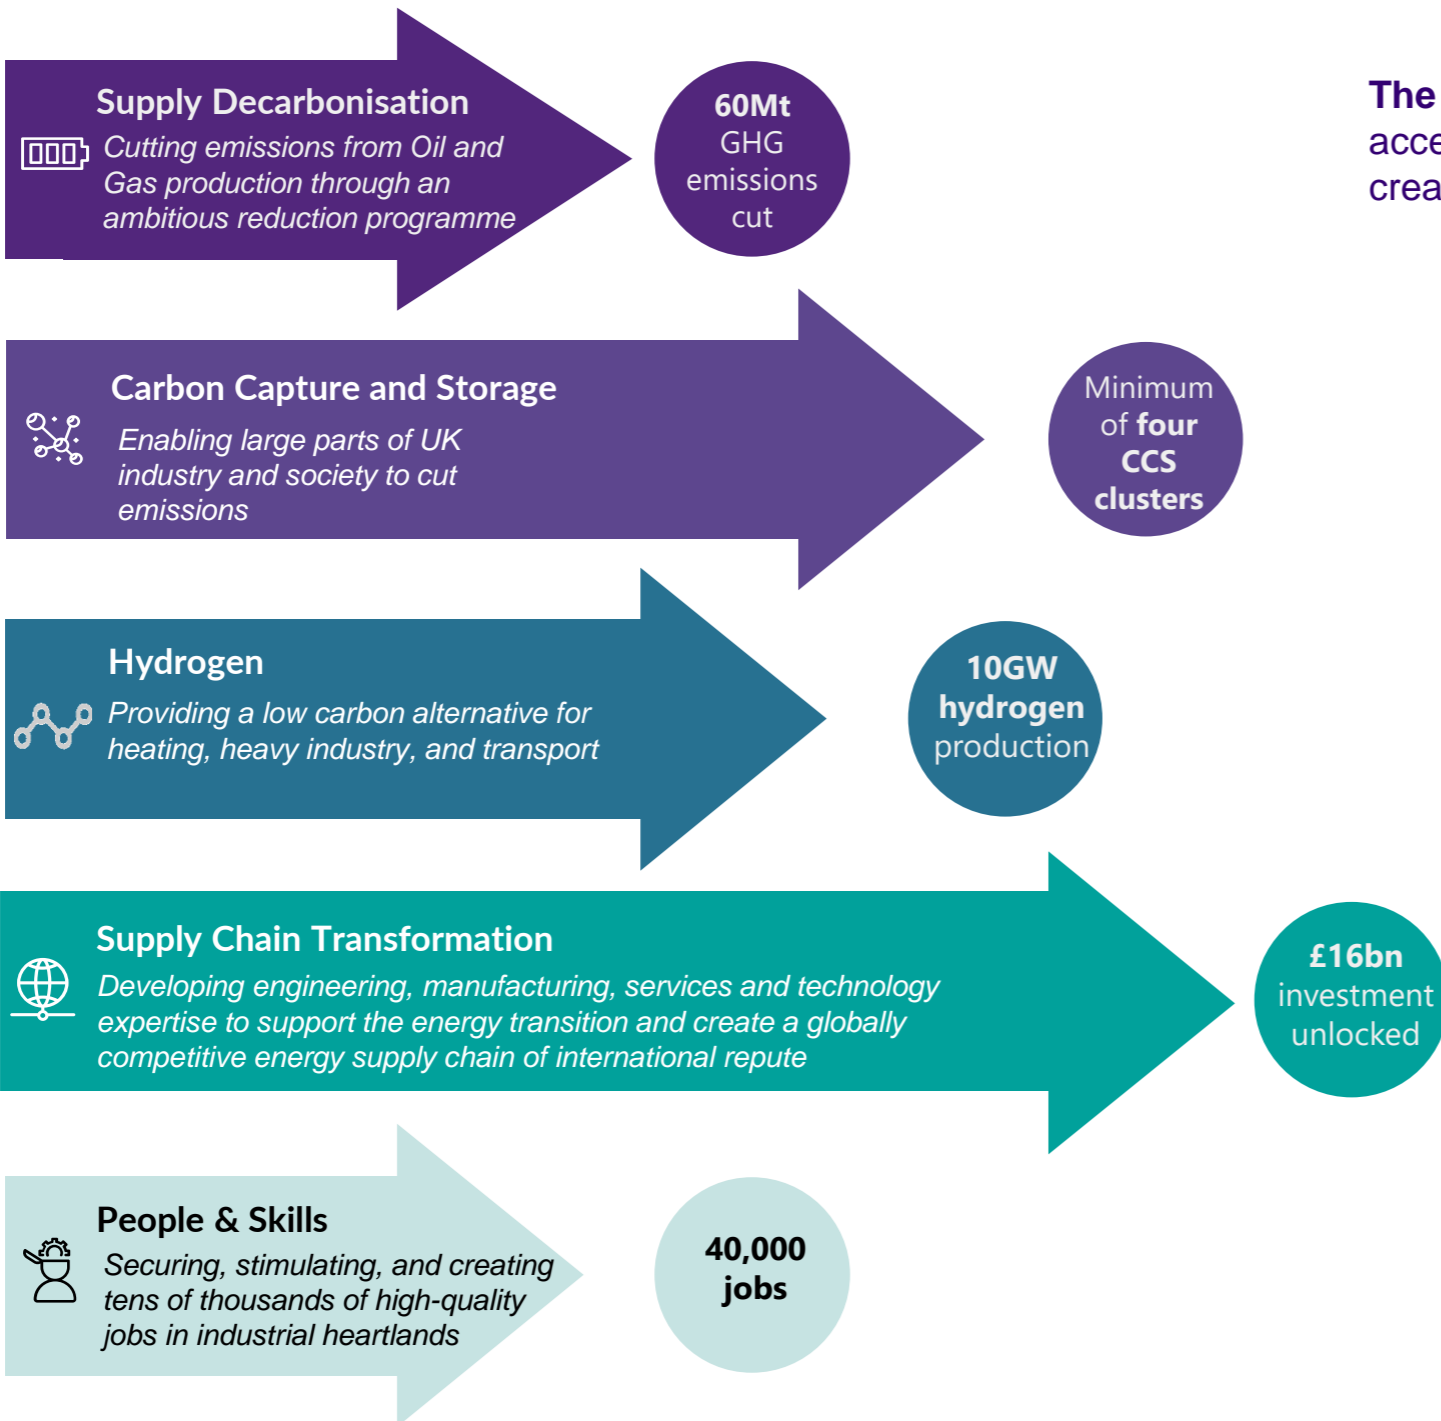 Supply Decarbonisation
Cutting emissions from Oil and
Gas production through an
ambitious reduction programme
60Mt
GHG
emissions
cut
The
Carbon Capture and Storage
Enabling large parts of UK
industry and society to cut
emissions
Minimum
of four
CCS
clusters
Hydrogen
Providing a low carbon alternative for
heating, heavy industry, and transport
10GW
hydrogen
production
Supply Chain Transformation
Developing engineering, manufacturing, services and technology
expertise to support the energy transition and create a globally
competitive energy supply chain of international repute
£16bn
investment
unlocked
People & Skills
Securing, stimulating, and creating
tens of thousands of high-quality
jobs in industrial heartlands
40,000
jobs